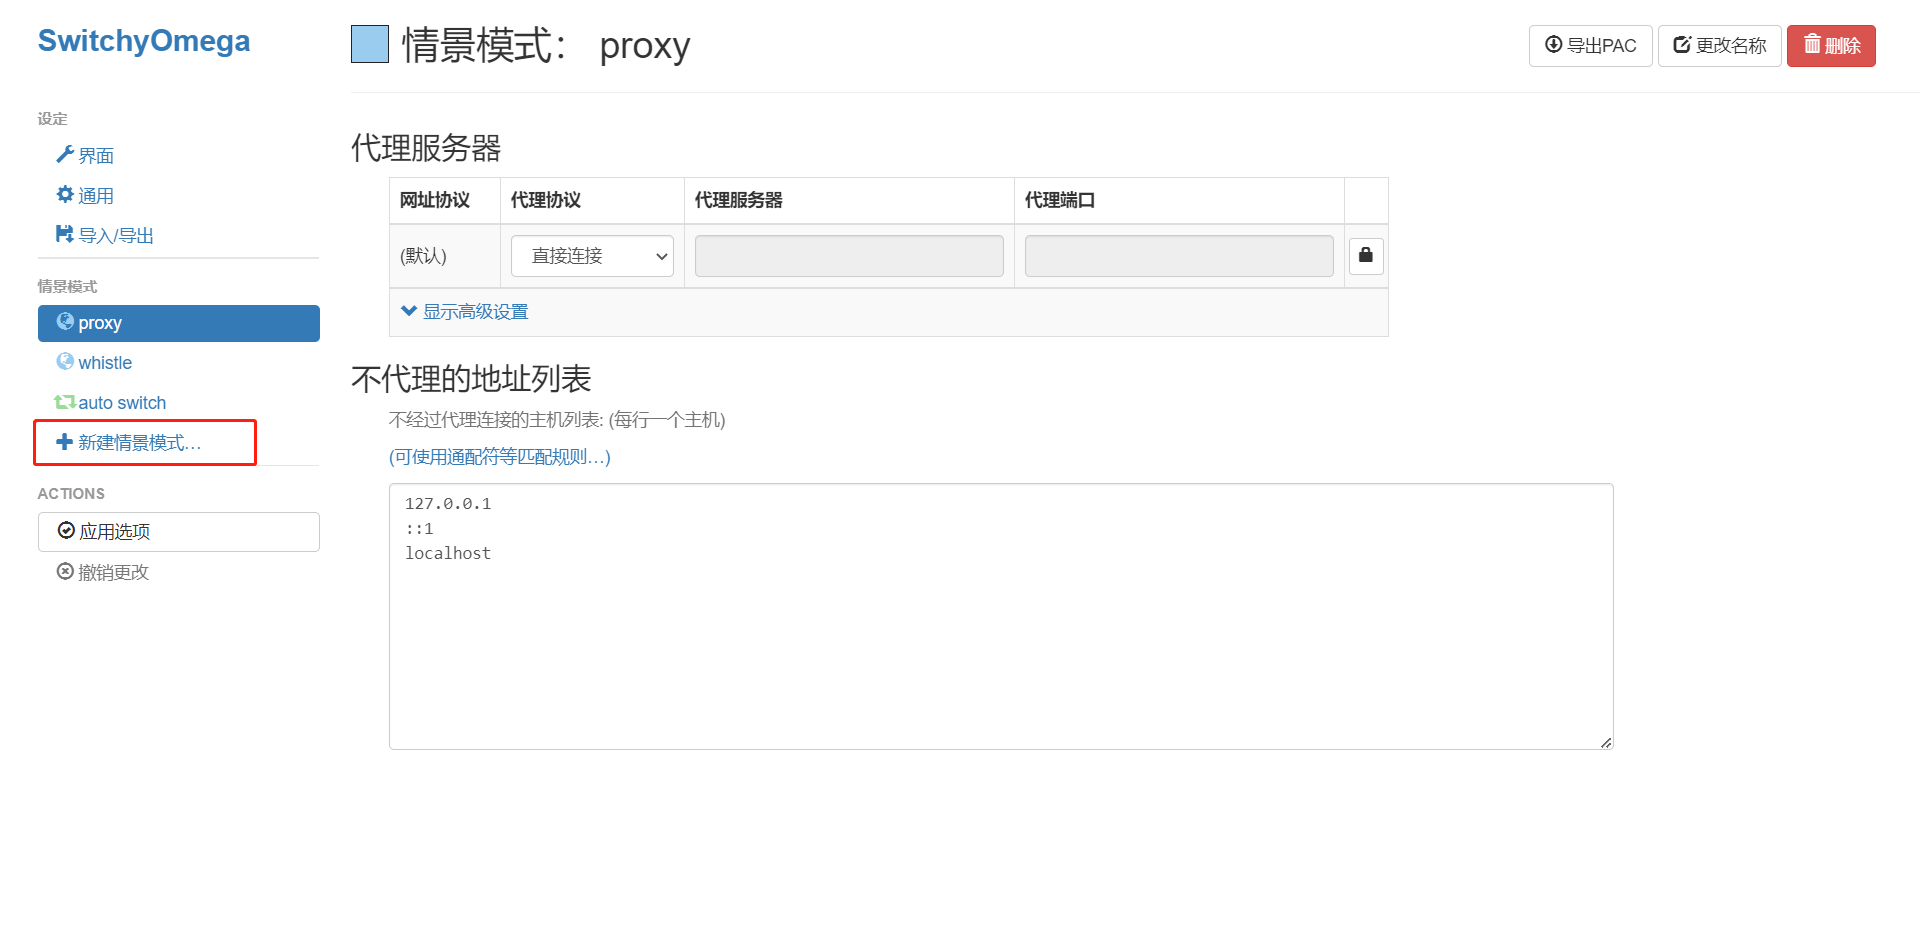 SwitchyOmega
设定
界面
通用
导入/导出
情景模式
proxy
whistle
auto switch
新建情景模式…
ACTIONS
应用选项
撤销更改
情景模式： proxy
导出PAC 更改名称 删除
代理服务器
网址协议 代理协议 代理服务器 代理端口
(默认) 直接连接
显示高级设置
不代理的地址列表
不经过代理连接的主机列表: (每行一个主机)
(可使用通配符等匹配规则…)
127.0.0.1
::1
localhost